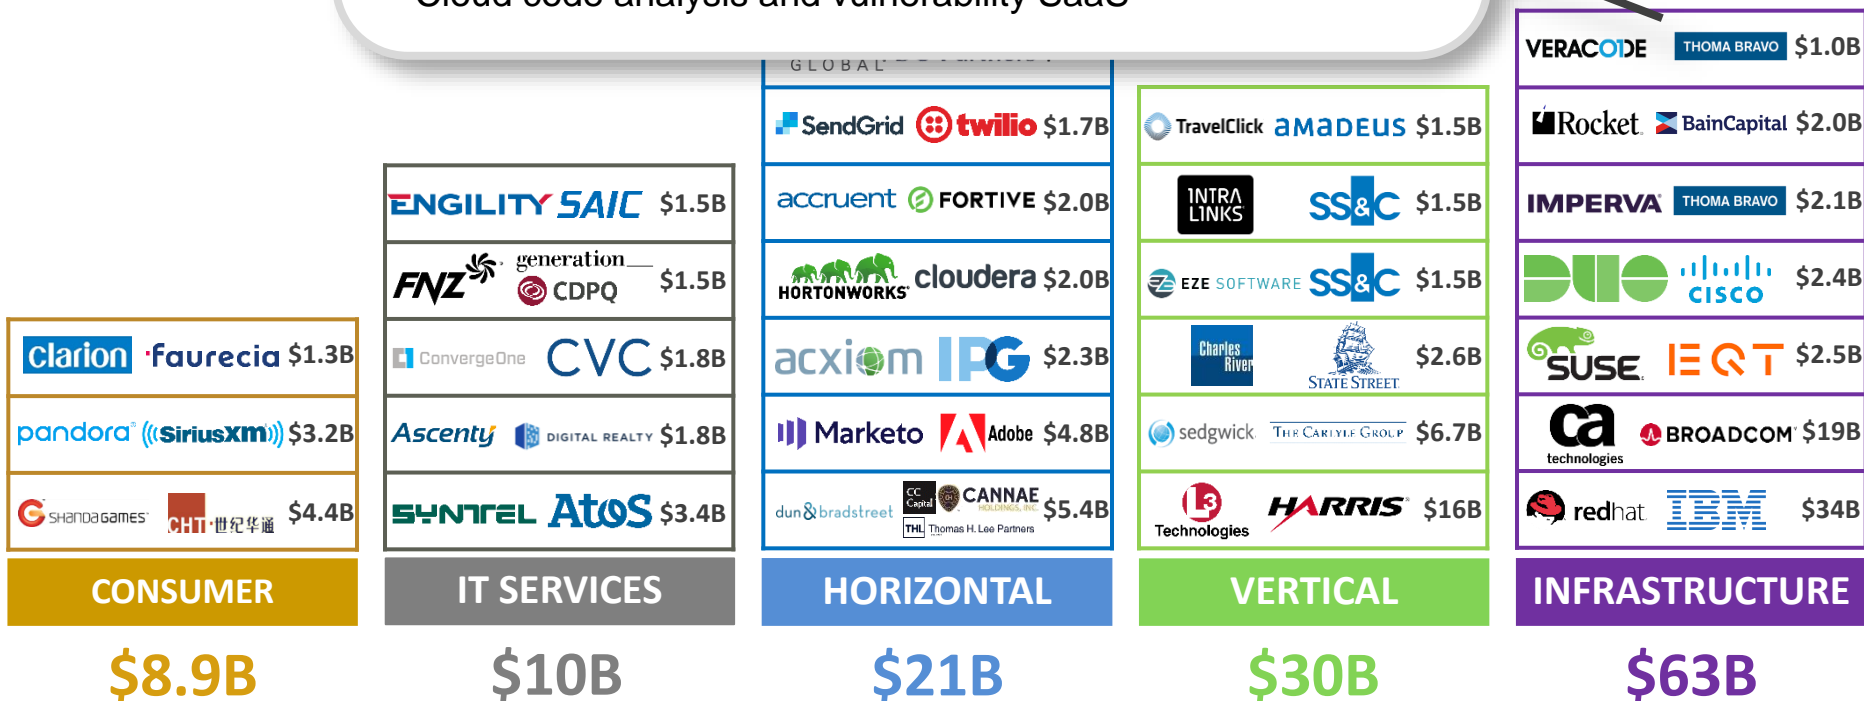 Cloud code analysis and vulnerability SaaS
GLOBAL
VERACODE THOMA BRAVO $1.0B
SendGrid twilio $1.7B
TravelClick amadeus $1.5B
Rocket BainCapital $2.0B
ENGILITY SAIC $1.5B
accruent FORTIVE $2.0B
INTRA LINKS SS&C $1.5B
IMPERVA THOMA BRAVO $2.1B
FNZ generation CDPQ $1.5B
HORTONWORKS cloudera $2.0B
EZE SOFTWARE SS&C $1.5B
DUO CISCO $2.4B
clarion faurecia $1.3B
ConvergeOne CVC $1.8B
acxiom IPG $2.3B
Charles River STATE STREET $2.6B
SUSE EQT $2.5B
pandora SiriusXM $3.2B
Ascenty DIGITAL REALTY $1.8B
Marketo Adobe $4.8B
sedgwick THE CARLYLE GROUP $6.7B
ca technologies BROADCOM $19B
SHANDA GAMES CHT 世纪华通 $4.4B
SYNTEL Atos $3.4B
dun & bradstreet CC Capital CANNAE HOLDINGS, INC. THL Thomas H. Lee Partners $5.4B
L3 Technologies HARRIS $16B
redhat IBM $34B
CONSUMER IT SERVICES HORIZONTAL VERTICAL INFRASTRUCTURE
$8.9B $10B $21B $30B $63B